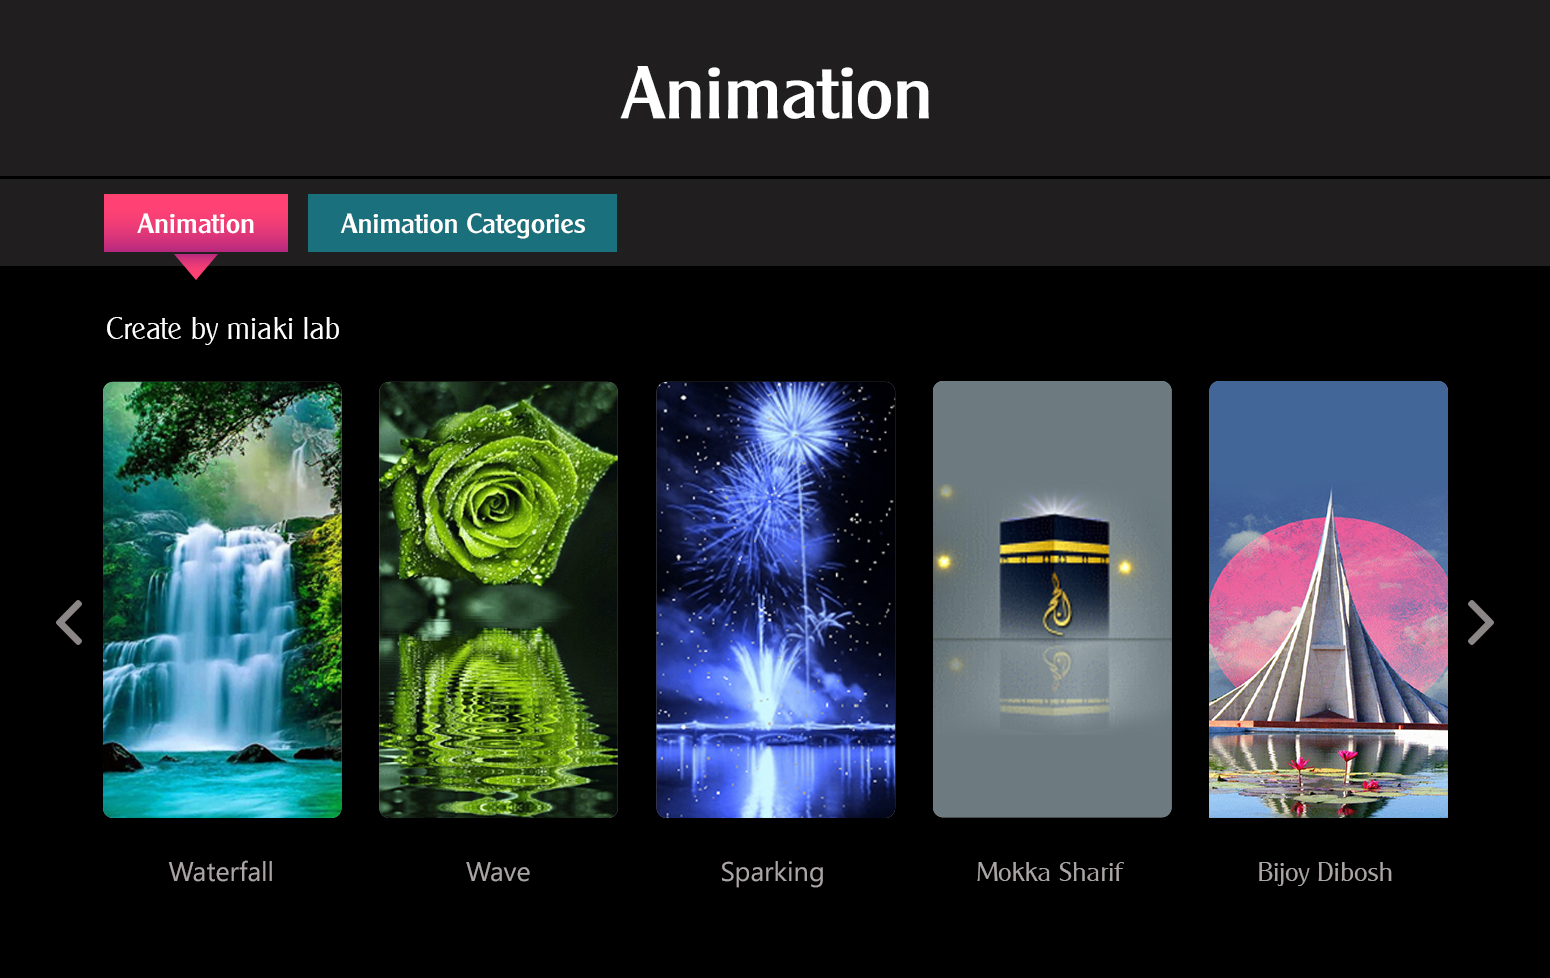 Animation
Animation
Animation Categories
Create by miaki lab
Waterfall
Wave
Sparking
Mokka Sharif
Bijoy Dibosh